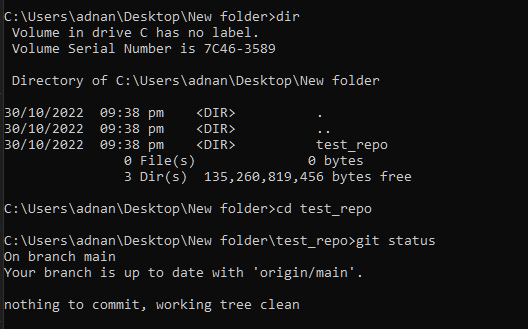 C:\Users\adnan\Desktop\New folder>dir
 Volume in drive C has no label.
 Volume Serial Number is 7C46-3589

 Directory of C:\Users\adnan\Desktop\New folder

30/10/2022  09:38 pm    <DIR>          .
30/10/2022  09:38 pm    <DIR>          ..
30/10/2022  09:38 pm    <DIR>          test_repo
               0 File(s)              0 bytes
               3 Dir(s)  135,260,819,456 bytes free

C:\Users\adnan\Desktop\New folder>cd test_repo

C:\Users\adnan\Desktop\New folder\test_repo>git status
On branch main
Your branch is up to date with 'origin/main'.

nothing to commit, working tree clean